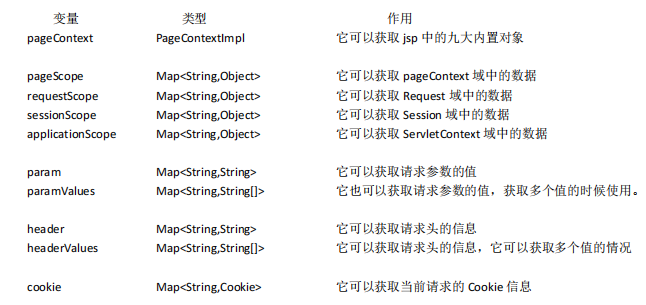 变量 类型 作用
pageContext PageContextImpl 它可以获取 jsp 中的九大内置对象
pageScope Map<String,Object> 它可以获取 pageContext 域中的数据
requestScope Map<String,Object> 它可以获取 Request 域中的数据
sessionScope Map<String,Object> 它可以获取 Session 域中的数据
applicationScope Map<String,Object> 它可以获取 ServletContext 域中的数据
param Map<String,String> 它可以获取请求参数的值
paramValues Map<String,String[]> 它也可以获取请求参数的值，获取多个值的时候使用。
header Map<String,String> 它可以获取请求头的信息
headerValues Map<String,String[]> 它可以获取请求头的信息，它可以获取多个值的情况
cookie Map<String,Cookie> 它可以获取当前请求的 Cookie 信息